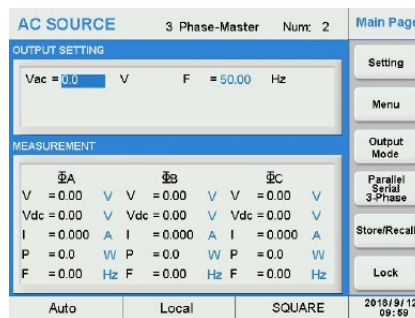 AC SOURCE 3 Phase-Master Num: 2 Main Page
OUTPUT SETTING
Vac = 0.0 V F = 50.00 Hz
Setting
Menu
Output
Mode
Parallel
Serial
3-Phase
Store/Recall
Lock
MEASUREMENT
ΦA ΦB ΦC
V = 0.00 V V = 0.00 V V = 0.00 V
Vdc = 0.00 V Vdc = 0.00 V Vdc = 0.00 V
I = 0.000 A I = 0.000 A I = 0.000 A
P = 0.0 W P = 0.00 W P = 0.0 W
F = 0.00 Hz F = 0.00 Hz F = 0.00 Hz
Auto Local SQUARE 2018/9/12
09:59